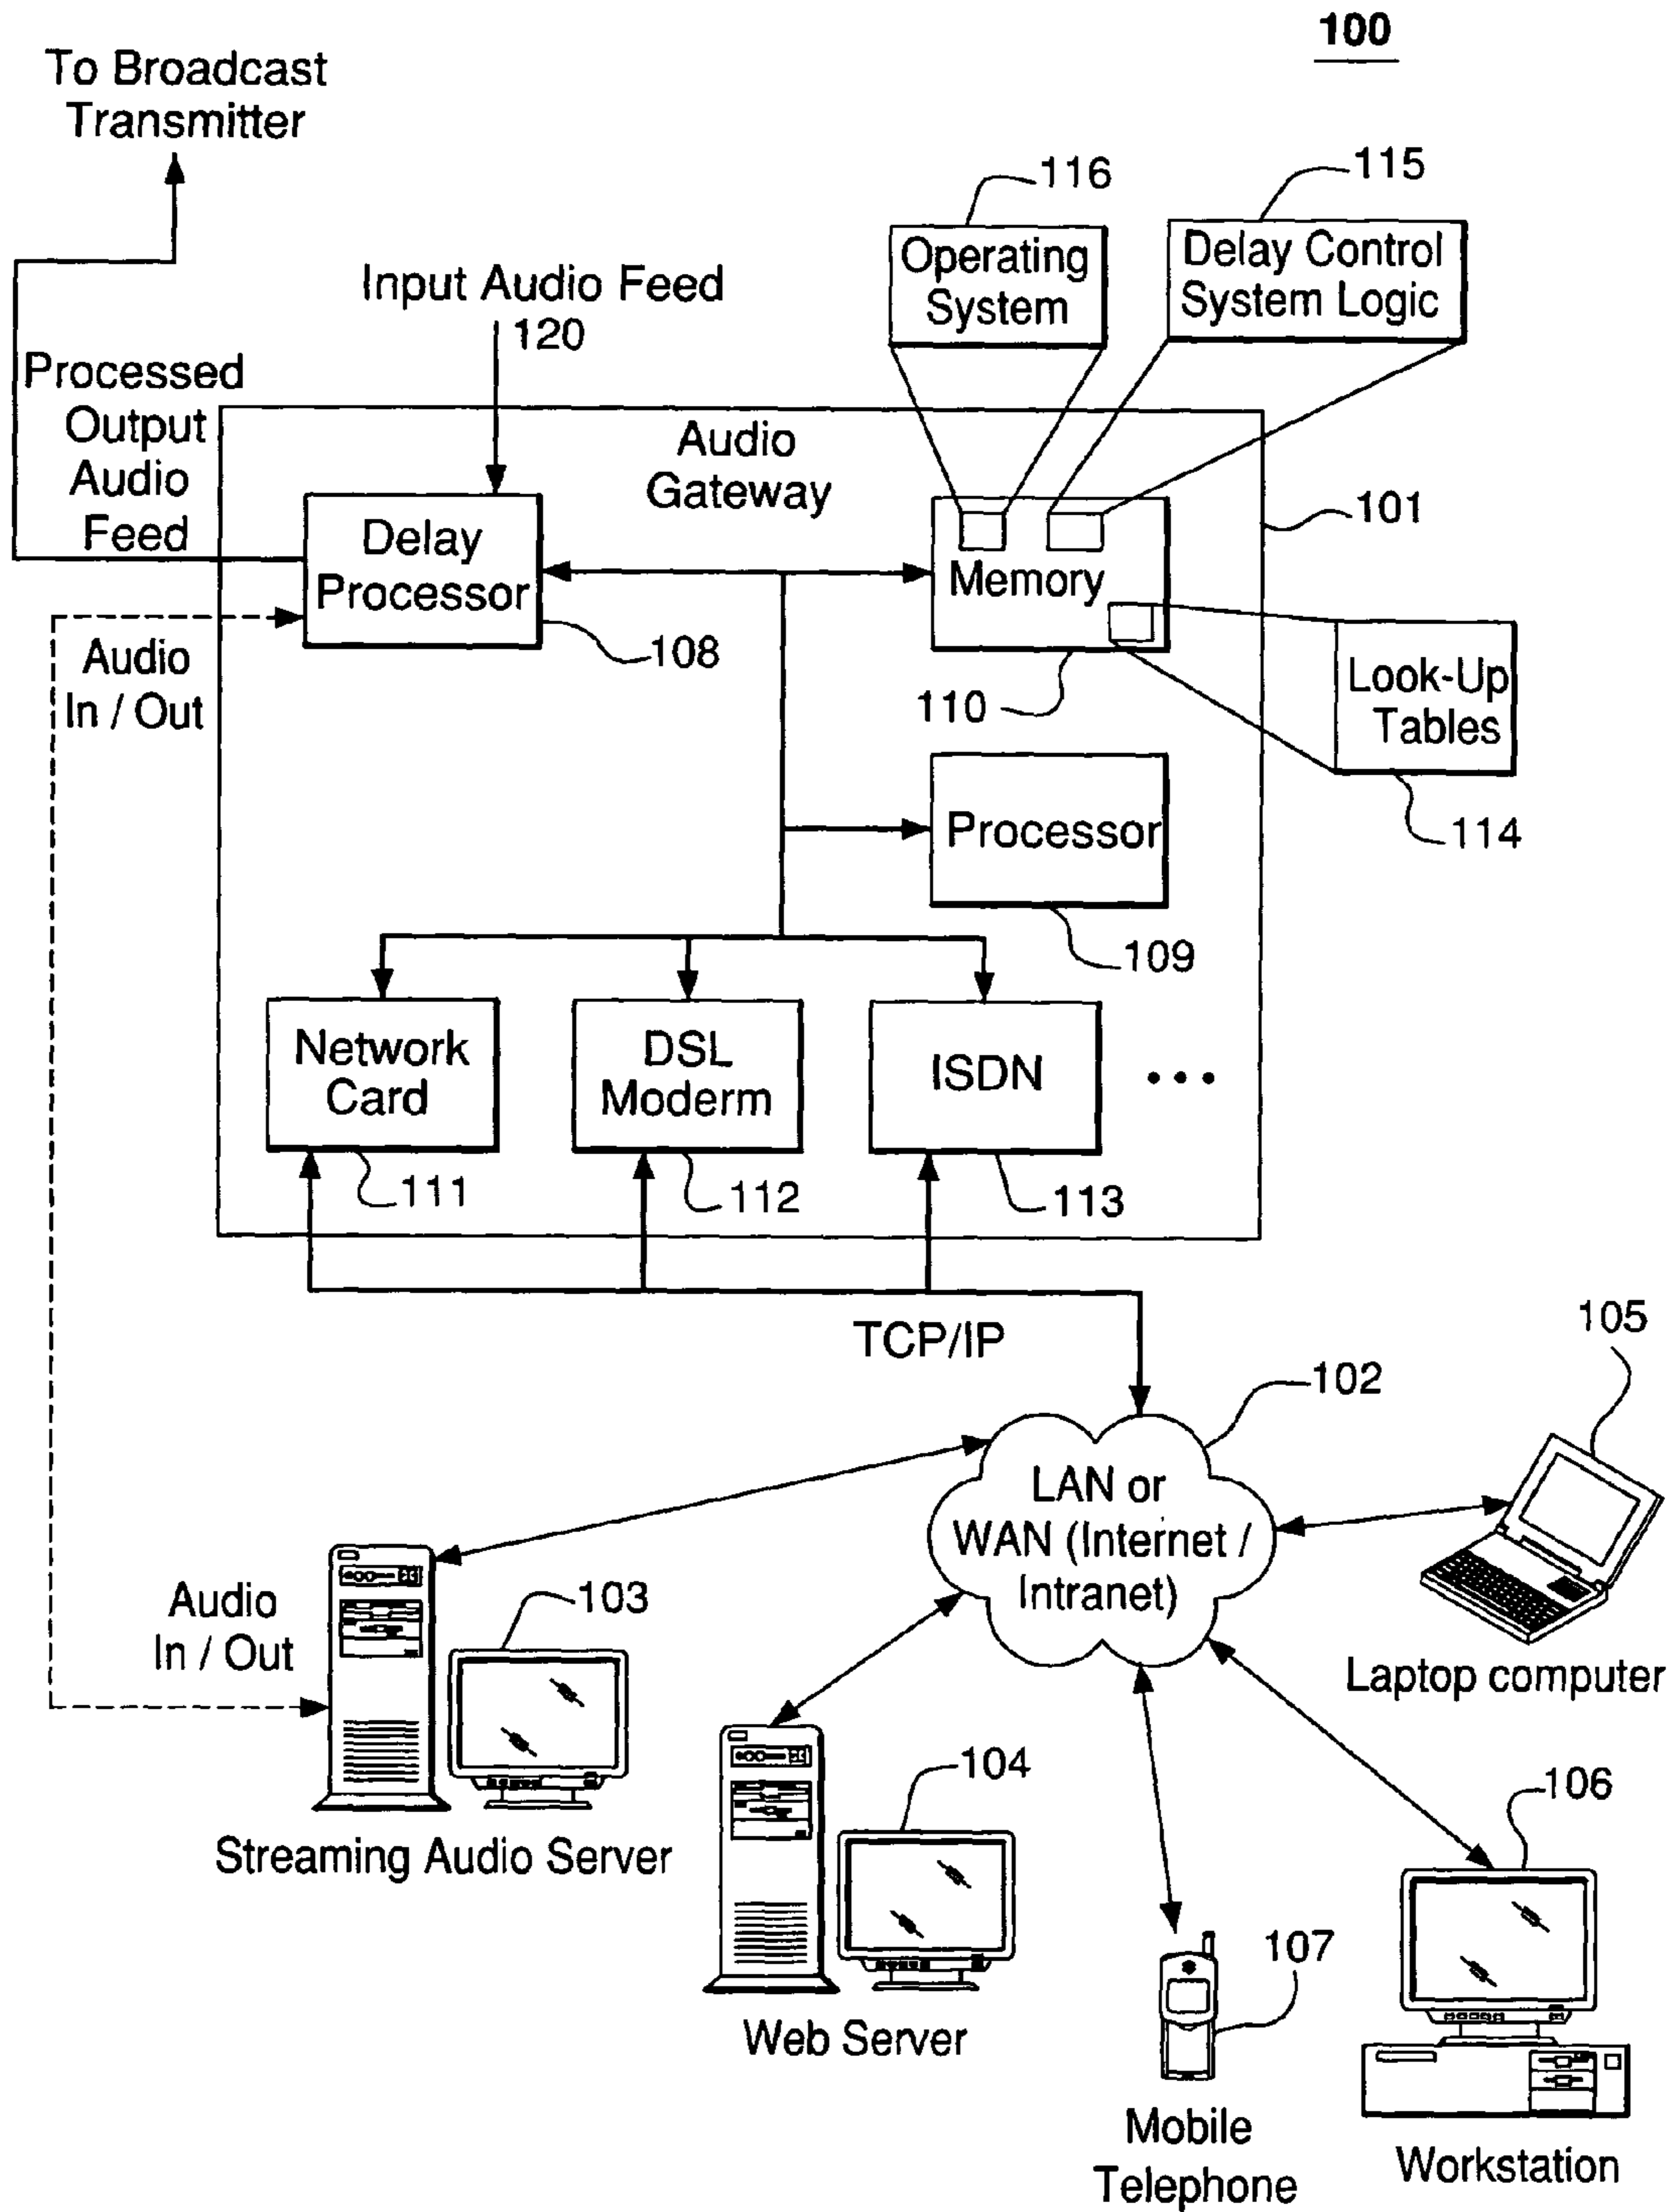 100
To Broadcast
Transmitter
116
115
Operating
System
Delay Control
System Logic
Input Audio Feed
120
Processed
Output
Audio
Feed
Audio
Gateway
101
Delay
Processor
108
Memory
110
Audio
In / Out
Look-Up
Tables
114
Processor
109
Network
Card
111
DSL
Moderm
112
ISDN
113
• • •
TCP/IP
102
105
LAN or
WAN (Internet /
Intranet)
Laptop computer
Audio
In / Out
103
Streaming Audio Server
104
Web Server
106
107
Mobile
Telephone
Workstation